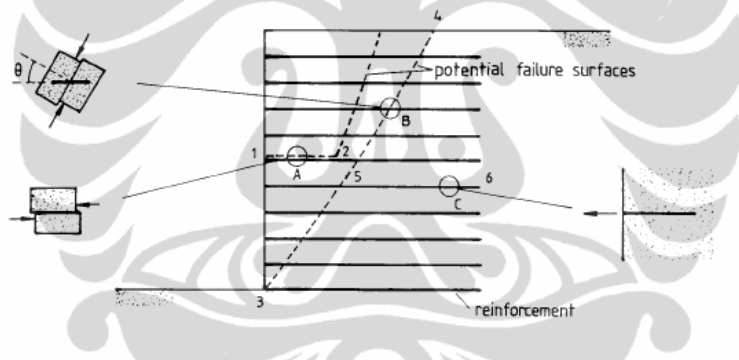 4
θ
potential failure surfaces
B
1
2
A
5
6
C
3
reinforcement